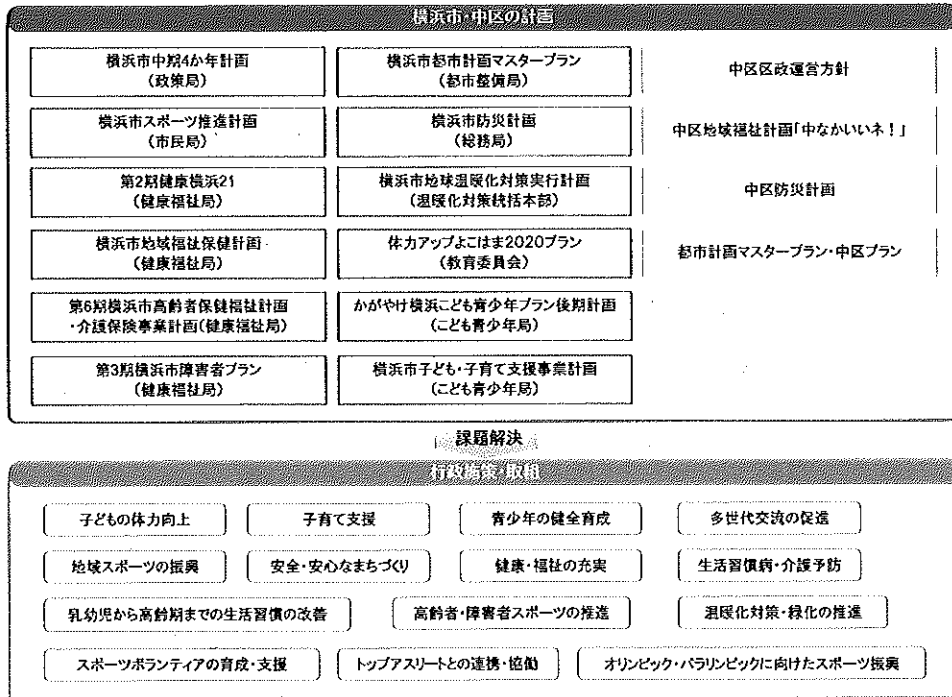 横浜市・中区の計画
横浜市中期4か年計画
(政策局)
横浜市都市計画マスタープラン
(都市整備局)
中区区政運営方針
横浜市スポーツ推進計画
(市民局)
横浜市防災計画
(総務局)
中区地域福祉計画「中なかいいネ!」
第2期健康横浜21
(健康福祉局)
横浜市地球温暖化対策実行計画
(温暖化対策統括本部)
中区防災計画
横浜市地域福祉保健計画
(健康福祉局)
体力アップよこはま2020プラン
(教育委員会)
都市計画マスタープラン・中区プラン
第6期横浜市高齢者保健福祉計画
・介護保険事業計画(健康福祉局)
かがやけ横浜こども青少年プラン後期計画
(こども青少年局)
第3期横浜市障害者プラン
(健康福祉局)
横浜市子ども・子育て支援事業計画
(こども青少年局)
課題解決
行政施策・取組
子どもの体力向上
子育て支援
青少年の健全育成
多世代交流の促進
地域スポーツの振興
安全・安心なまちづくり
健康・福祉の充実
生活習慣病・介護予防
乳幼児から高齢期までの生活習慣の改善
高齢者・障害者スポーツの推進
温暖化対策・緑化の推進
スポーツボランティアの育成・支援
トップアスリートとの連携・協働
オリンピック・パラリンピックに向けたスポーツ振興